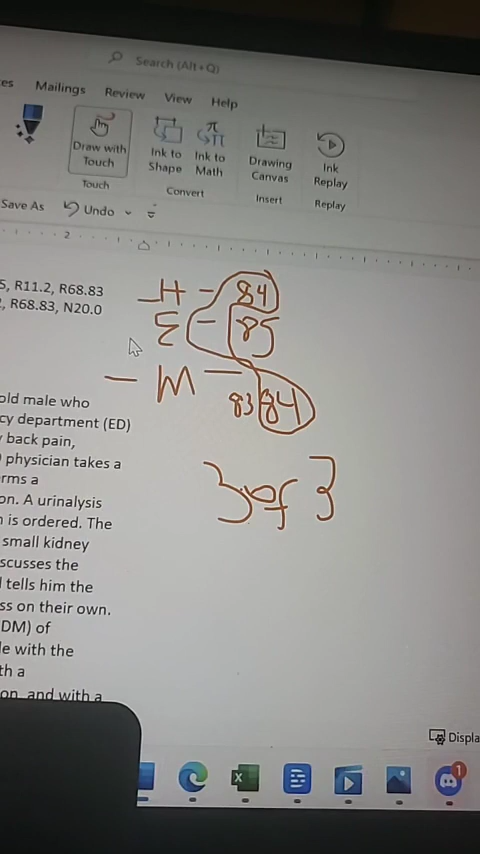 Search (Alt+Q)
Mailings Review View Help
Draw with Touch
Ink to Shape
Ink to Math
Drawing Canvas
Ink Replay
Touch Convert Insert Replay
Save As Undo
2
5, R11.2, R68.83
, R68.83, N20.0
H - 84
E - 85
- M - 83 84
3 of 3
old male who
cy department (ED)
back pain,
physician takes a
rms a
on. A urinalysis
is ordered. The
small kidney
scusses the
tells him the
ss on their own.
DM) of
le with the
th a
on, and with a
Displa
1